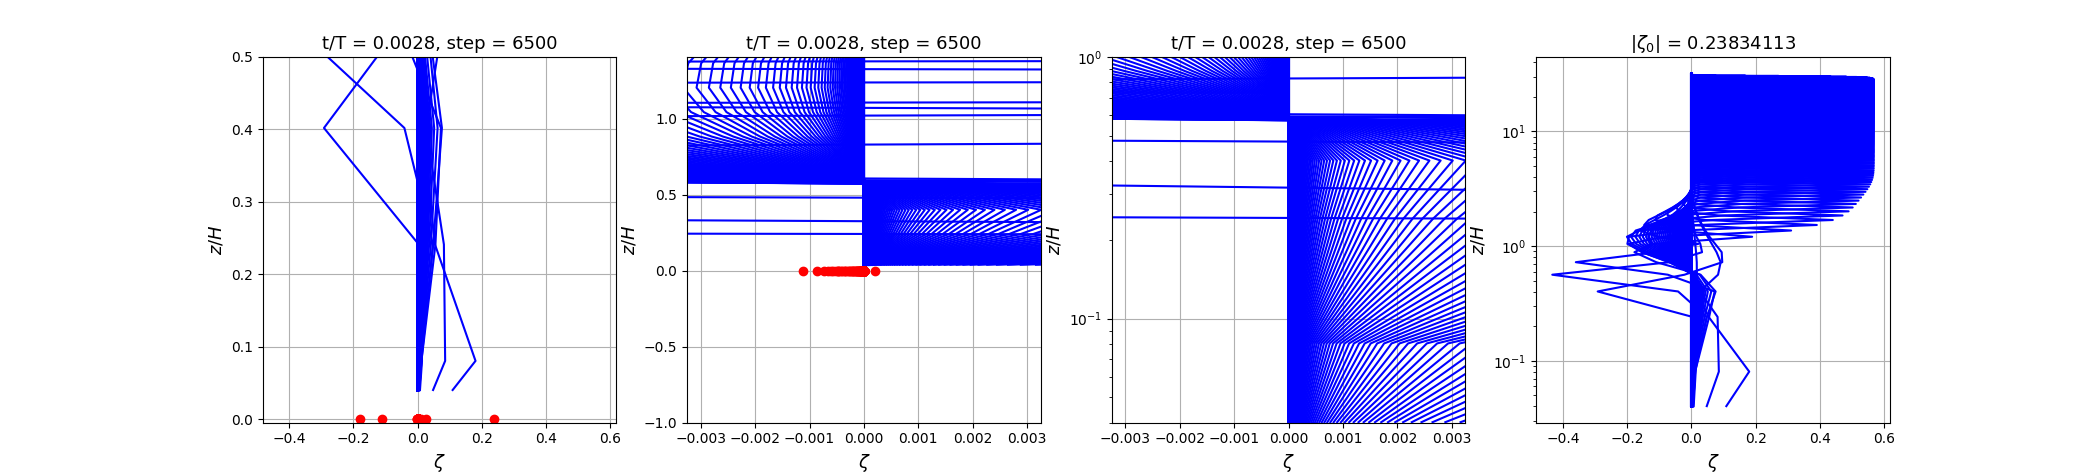 t/T = 0.0028, step = 6500
0.5
0.4
0.3
0.2
0.1
0.0
z/H
−0.4 −0.2 0.0 0.2 0.4 0.6
ζ
t/T = 0.0028, step = 6500
1.0
0.5
0.0
−0.5
−1.0
z/H
−0.003 −0.002 −0.001 0.000 0.001 0.002 0.003
ζ
t/T = 0.0028, step = 6500
10⁰
10⁻¹
z/H
−0.003 −0.002 −0.001 0.000 0.001 0.002 0.003
ζ
|ζ₀| = 0.23834113
10¹
10⁰
10⁻¹
z/H
−0.4 −0.2 0.0 0.2 0.4 0.6
ζ